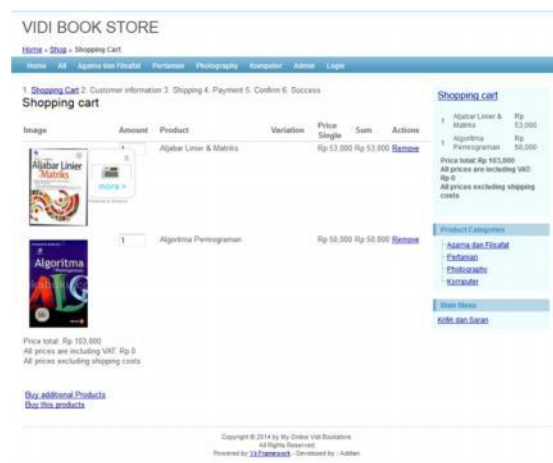 VIDI BOOK STORE
Home » Shop » Shopping Cart
Home All Agama dan Filsafat Pertanian Photography Komputer Admin Login
1. Shopping Cart 2. Customer information 3. Shipping 4. Payment 5. Confirm 6. Success
Shopping cart
Image Amount Product Variation Price Single Sum Actions
Aljabar Linier & Matriks Rp 53,000 Rp 53,000 Remove
Aljabar Linier
Matriks
more >
1 Algoritma Pemrograman Rp 50,000 Rp 50,000 Remove
Algoritma
Pemrograman
ALG
Price total: Rp 103,000
All prices are including VAT: Rp 0
All prices excluding shipping costs
Buy additional Products
Buy this products
Shopping cart
1 Aljabar Linier & Rp
Matriks 53,000
1 Algoritma Rp
Pemrograman 50,000
Price total: Rp 103,000
All prices are including VAT:
Rp 0
All prices excluding shipping
costs
Product Categories
Agama dan Filsafat
Pertanian
Photography
Komputer
Main Menu
Kritik dan Saran
Copyright © 2014 by My Online Vidi Bookstore.
All Rights Reserved.
Powered by Yii Framework - Developed by : Addien.